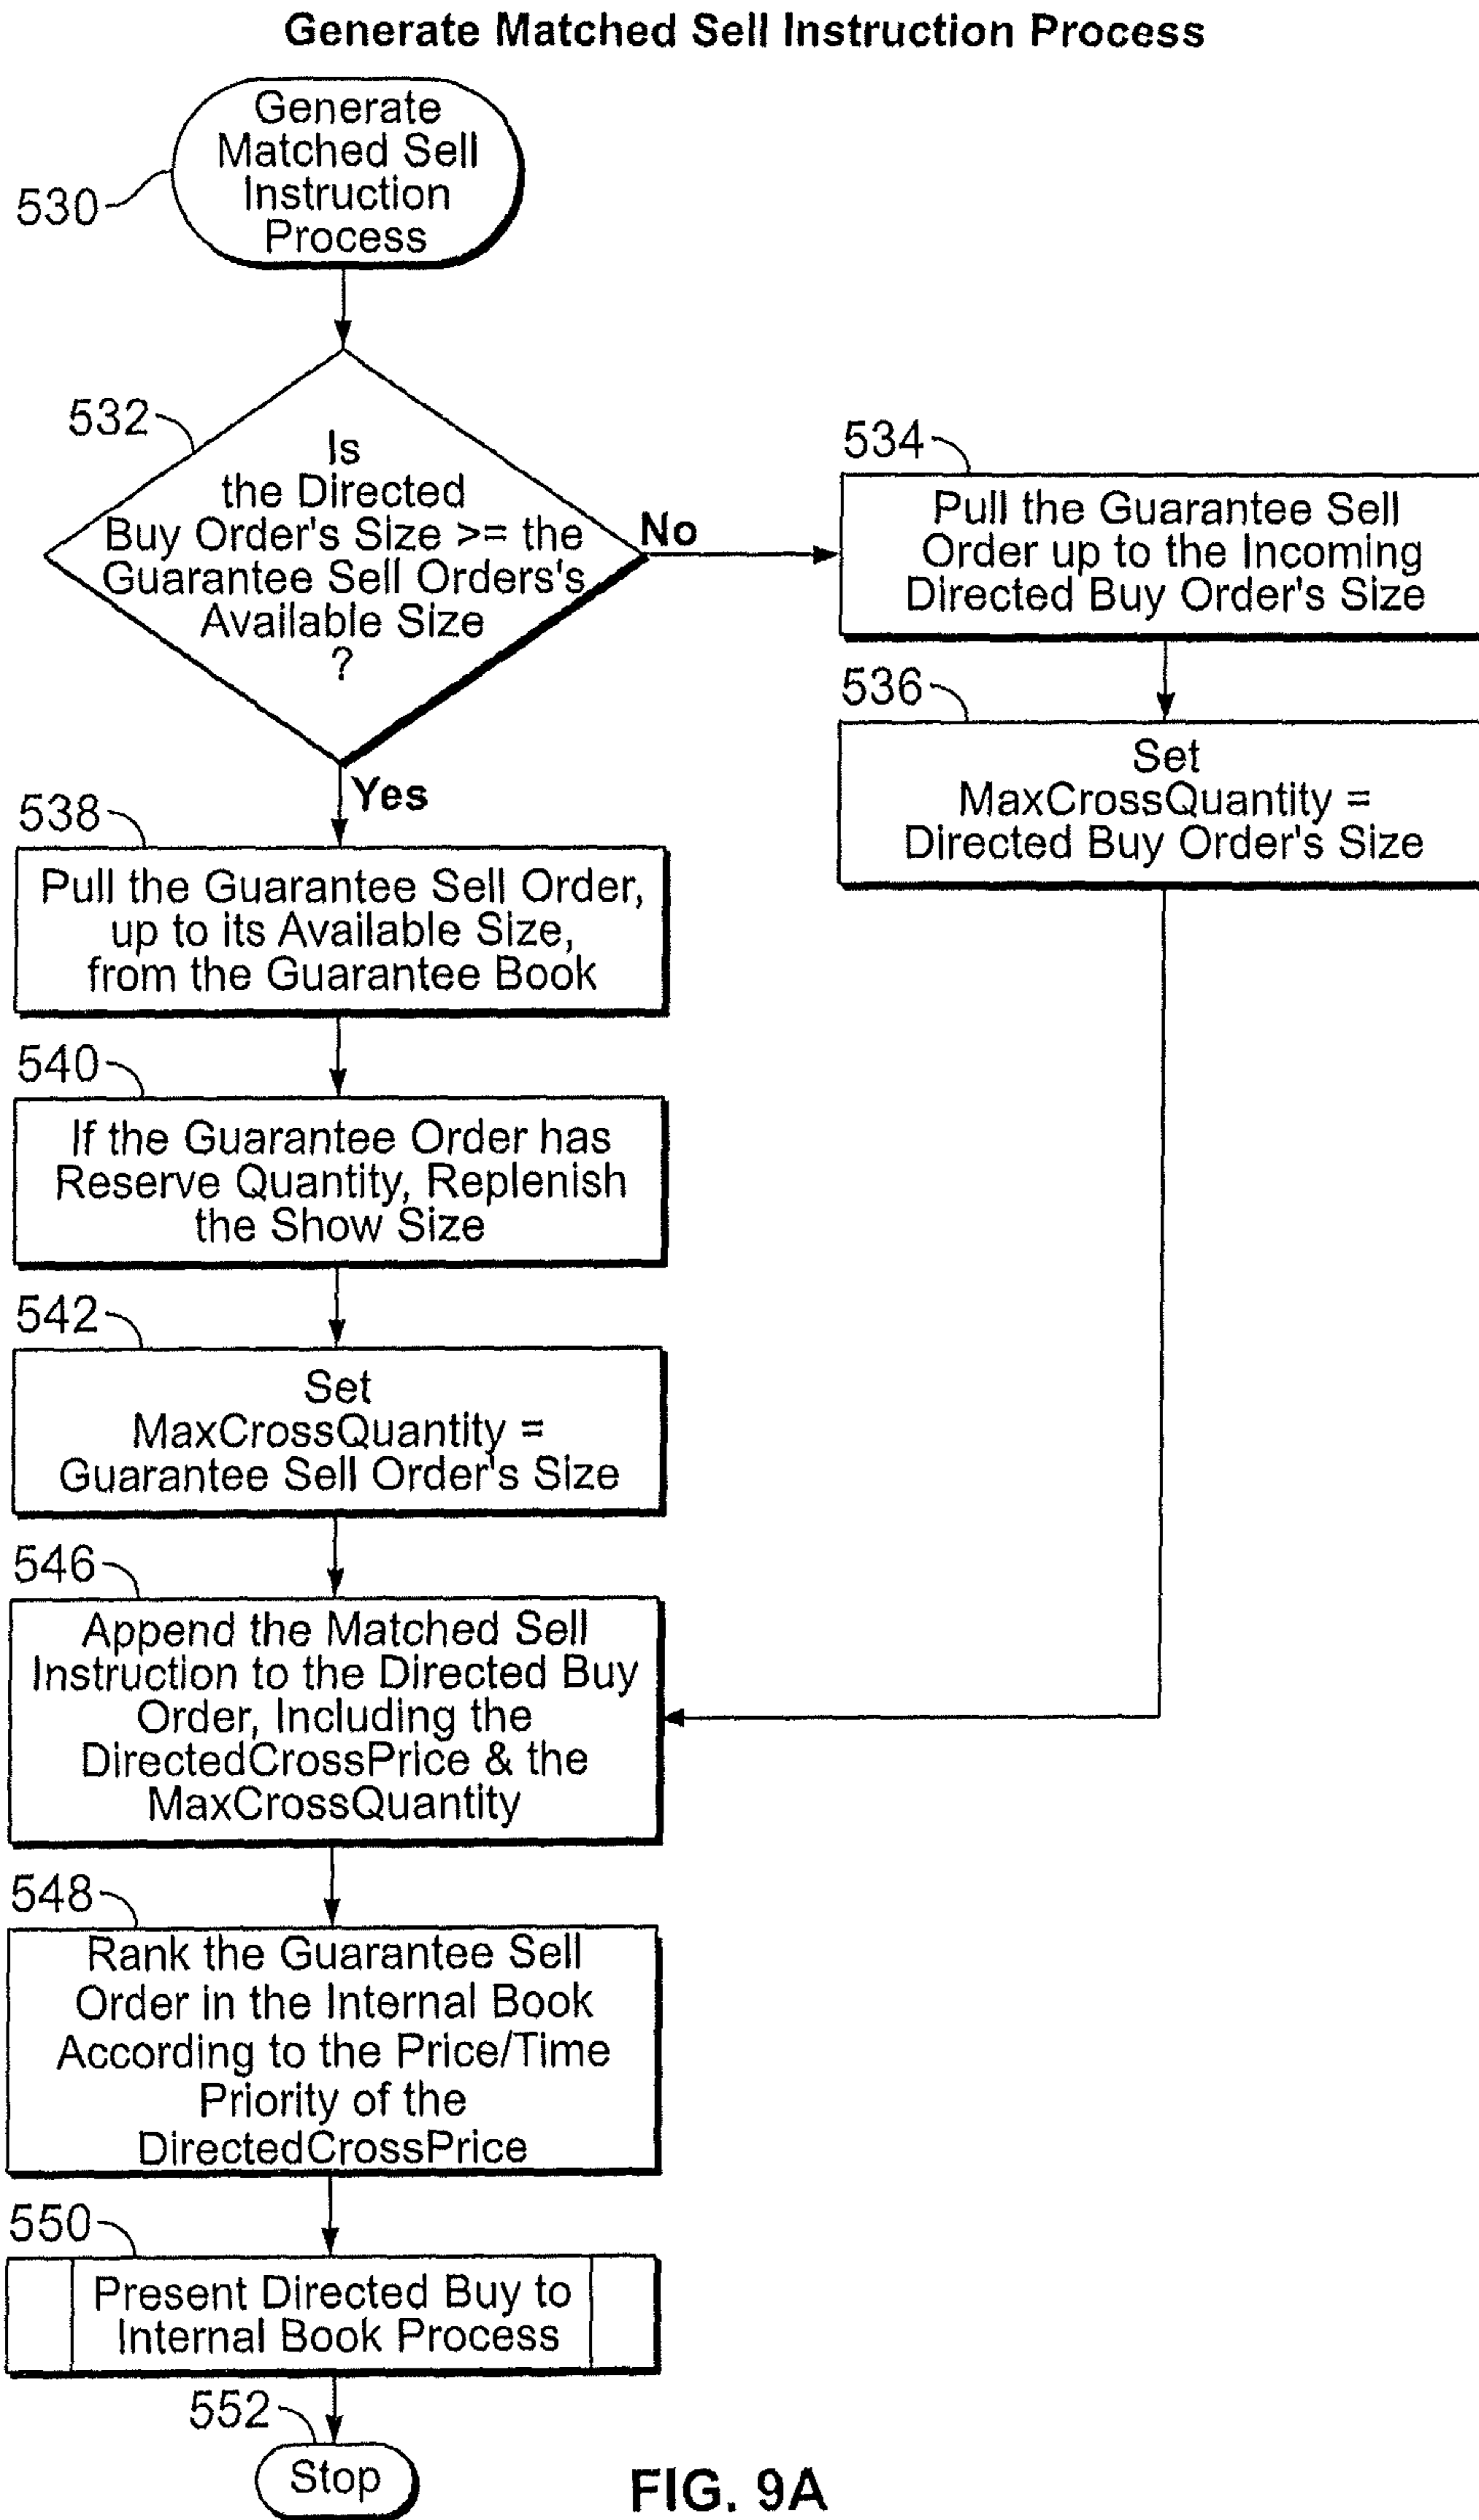 Generate Matched Sell Instruction Process
Generate
Matched Sell
Instruction
Process
530
532
Is
the Directed
Buy Order's Size >= the
Guarantee Sell Orders's
Available Size
?
No
534
Pull the Guarantee Sell
Order up to the Incoming
Directed Buy Order's Size
536
Set
MaxCrossQuantity =
Directed Buy Order's Size
Yes
538
Pull the Guarantee Sell Order,
up to its Available Size,
from the Guarantee Book
540
If the Guarantee Order has
Reserve Quantity, Replenish
the Show Size
542
Set
MaxCrossQuantity =
Guarantee Sell Order's Size
546
Append the Matched Sell
Instruction to the Directed Buy
Order, Including the
DirectedCrossPrice & the
MaxCrossQuantity
548
Rank the Guarantee Sell
Order in the Internal Book
According to the Price/Time
Priority of the
DirectedCrossPrice
550
Present Directed Buy to
Internal Book Process
552
Stop
FIG. 9A